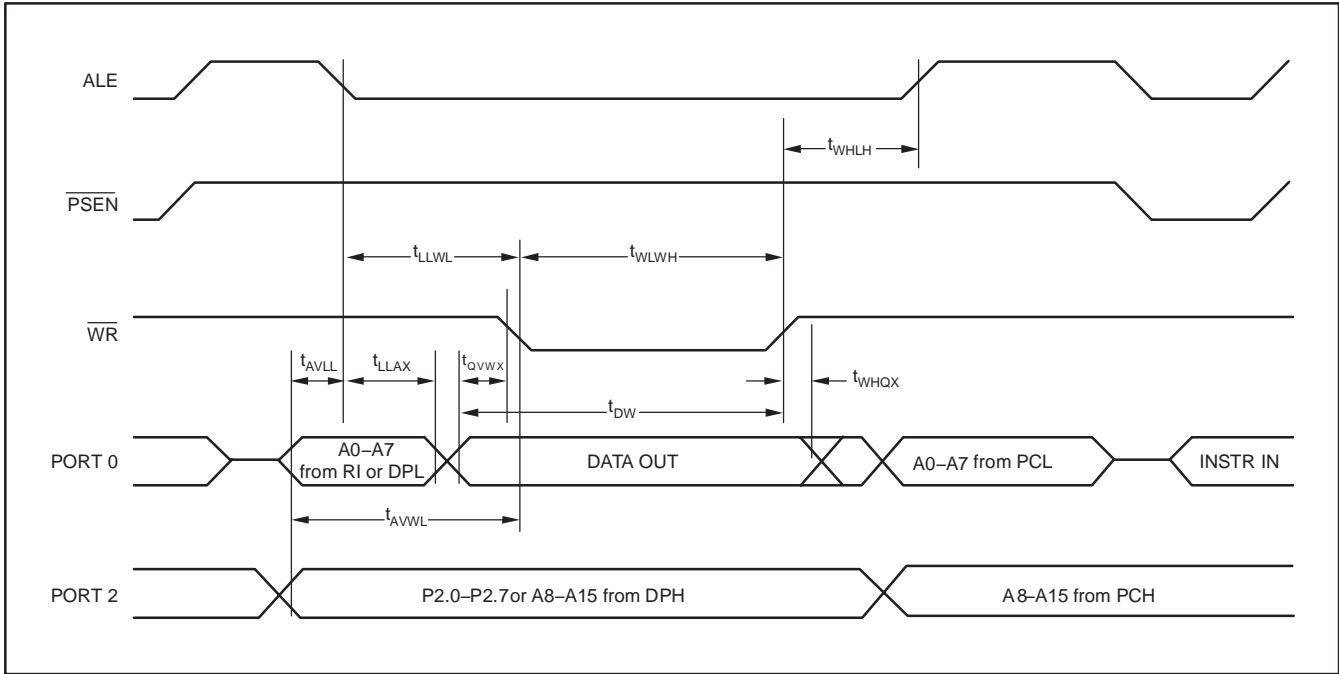 ALE
tWHLH
PSEN
tLLWL
tWLWH
WR
tAVLL
tLLAX
tQVWX
tWHQX
tDW
PORT 0
A0–A7
from RI or DPL
DATA OUT
A0–A7 from PCL
INSTR IN
tAVWL
PORT 2
P2.0–P2.7or A8–A15 from DPH
A8–A15 from PCH